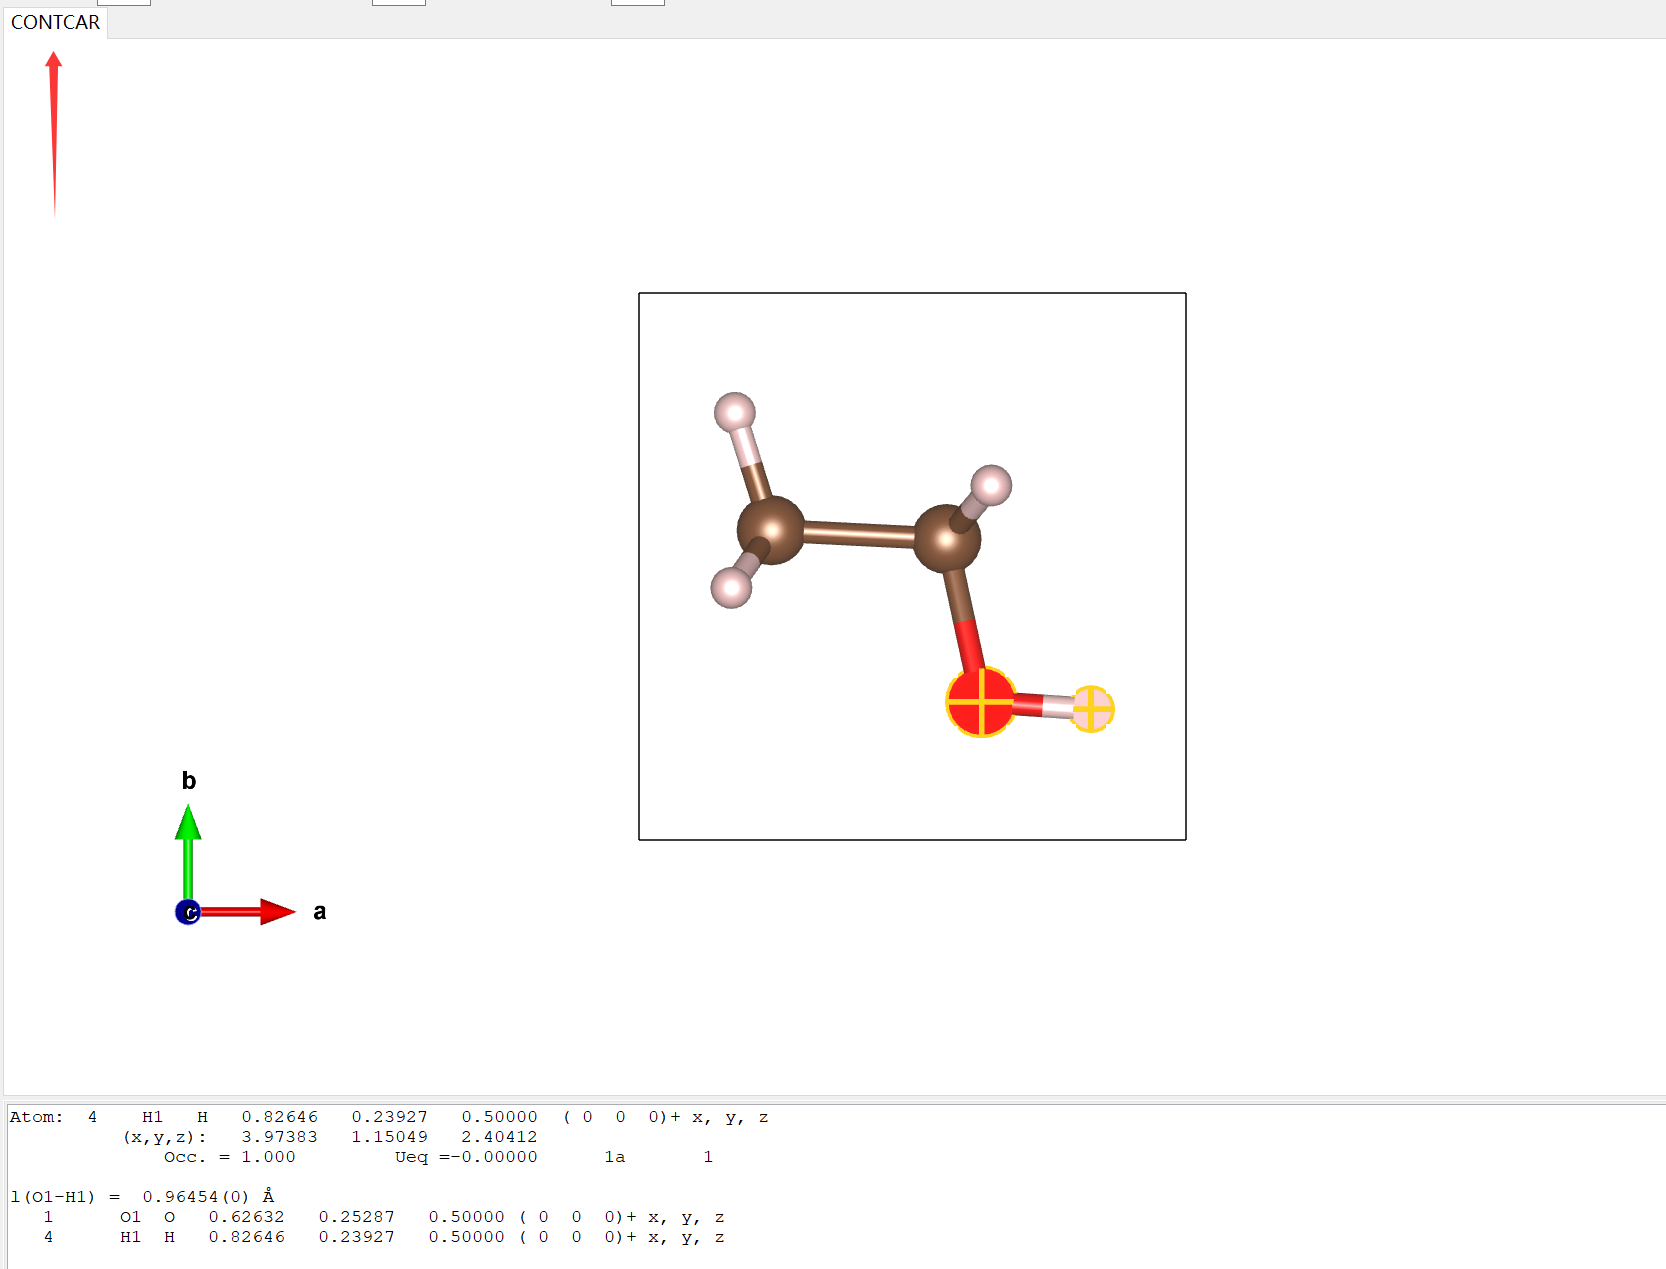 CONTCAR
b
c
a
Atom: 4 H1 H 0.82646 0.23927 0.50000 ( 0 0 0)+ x, y, z
(x,y,z): 3.97383 1.15049 2.40412
Occ. = 1.000 Ueq =-0.00000 1a 1
l(O1-H1) = 0.96454(0) Å
1 O1 O 0.62632 0.25287 0.50000 ( 0 0 0)+ x, y, z
4 H1 H 0.82646 0.23927 0.50000 ( 0 0 0)+ x, y, z